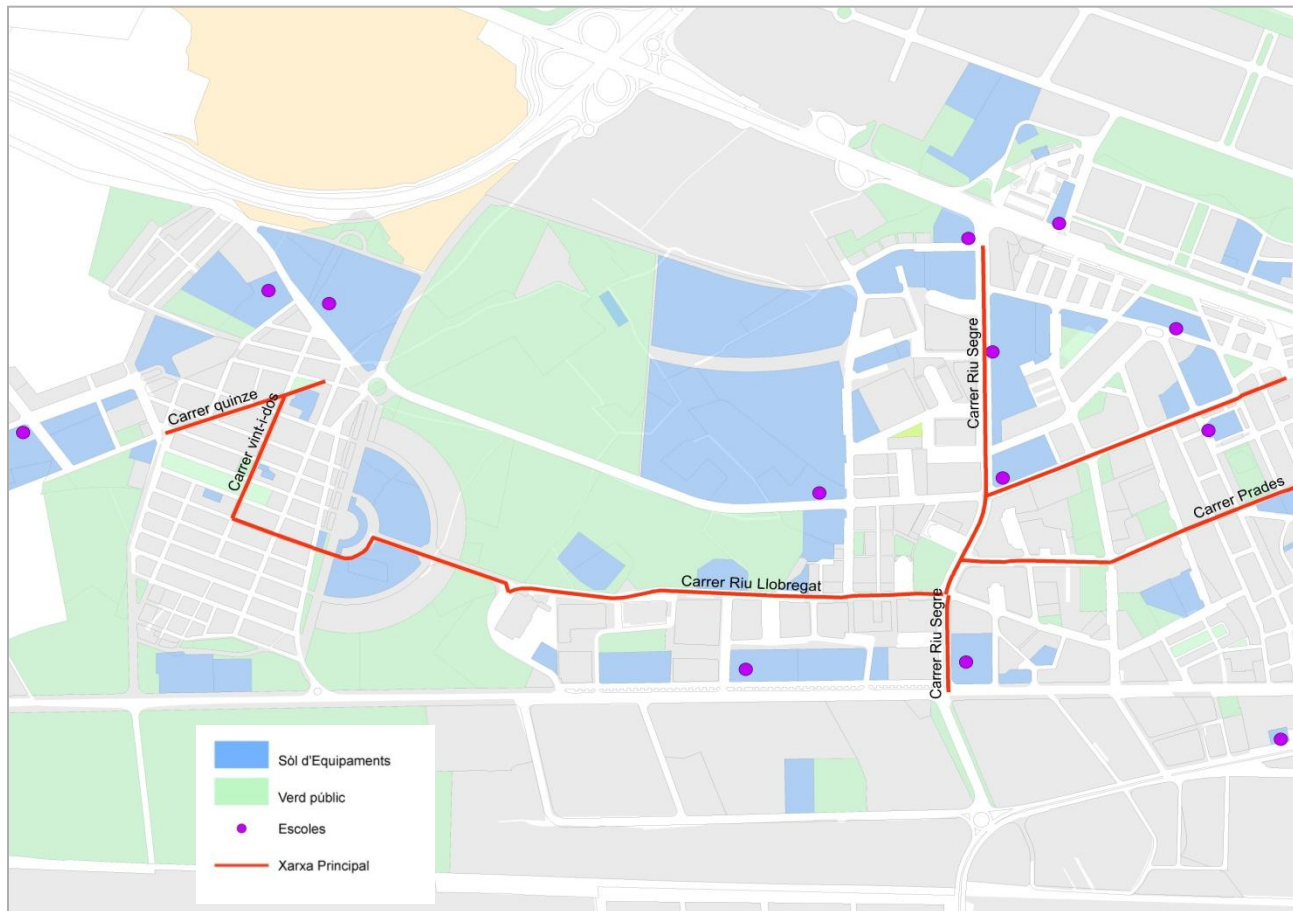 Carrer Riu Segre
Carrer quinze
Carrer vint-i-dos
Carrer Prades
Carrer Riu Llobregat
Carrer Riu Segre
Sòl d'Equipaments
Verd públic
Escoles
Xarxa Principal